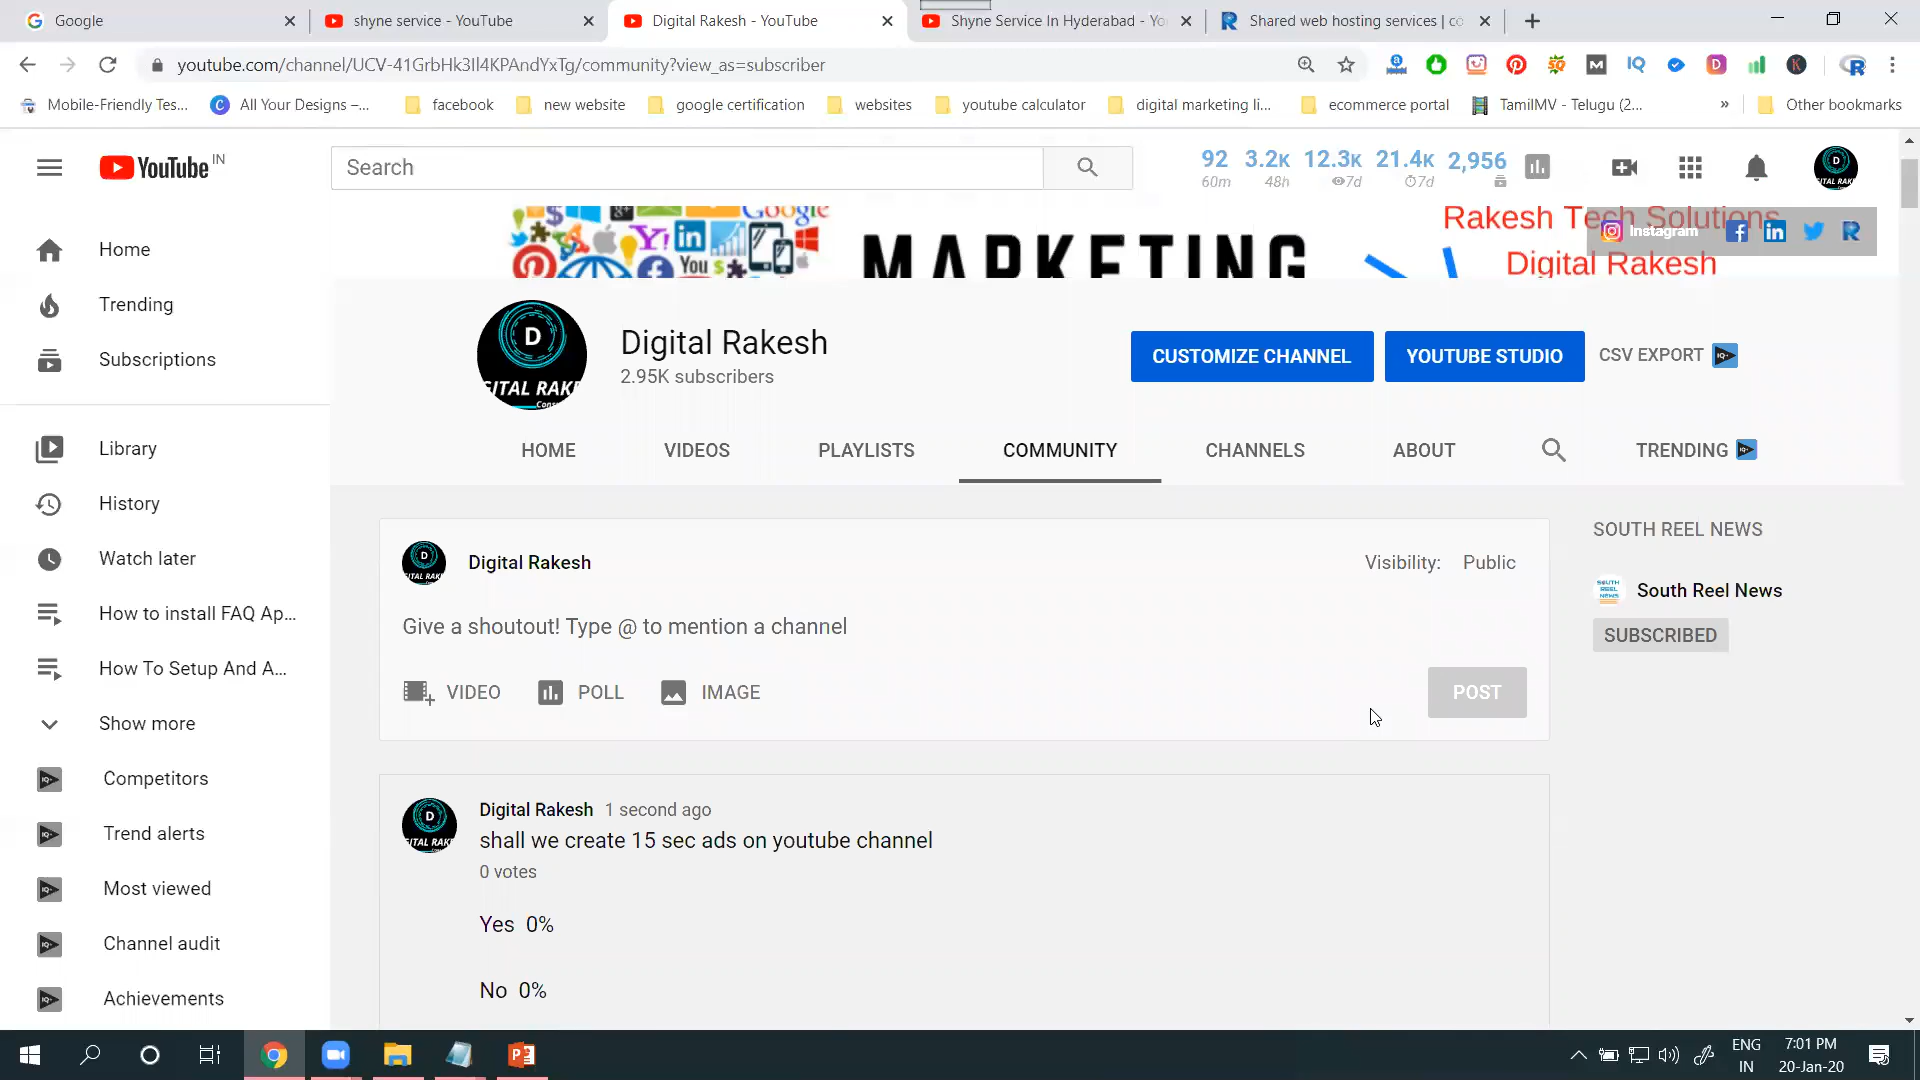 Google
shyne service - YouTube
Digital Rakesh - YouTube
Shyne Service In Hyderabad - Yo
Shared web hosting services | co
youtube.com/channel/UCV-41GrbHk3Il4KPAndYxTg/community?view_as=subscriber
Mobile-Friendly Tes...
All Your Designs –...
facebook
new website
google certification
websites
youtube calculator
digital marketing li...
ecommerce portal
TamilMV - Telugu (2...
»
Other bookmarks
YouTube IN
Search
92 3.2K 12.3K 21.4K 2,956
60m 48h 7d 7d
Google
You
MARKETING
Rakesh Tech Solutions
Instagram
Digital Rakesh
Home
Trending
Subscriptions
Library
History
Watch later
How to install FAQ Ap...
How To Setup And A...
Show more
Competitors
Trend alerts
Most viewed
Channel audit
Achievements
D
Digital Rakesh
2.95K subscribers
CUSTOMIZE CHANNEL
YOUTUBE STUDIO
CSV EXPORT
HOME
VIDEOS
PLAYLISTS
COMMUNITY
CHANNELS
ABOUT
TRENDING
Digital Rakesh
Visibility: Public
Give a shoutout! Type @ to mention a channel
VIDEO
POLL
IMAGE
POST
SOUTH REEL NEWS
South Reel News
SUBSCRIBED
Digital Rakesh 1 second ago
shall we create 15 sec ads on youtube channel
0 votes
Yes 0%
No 0%
ENG
IN
7:01 PM
20-Jan-20